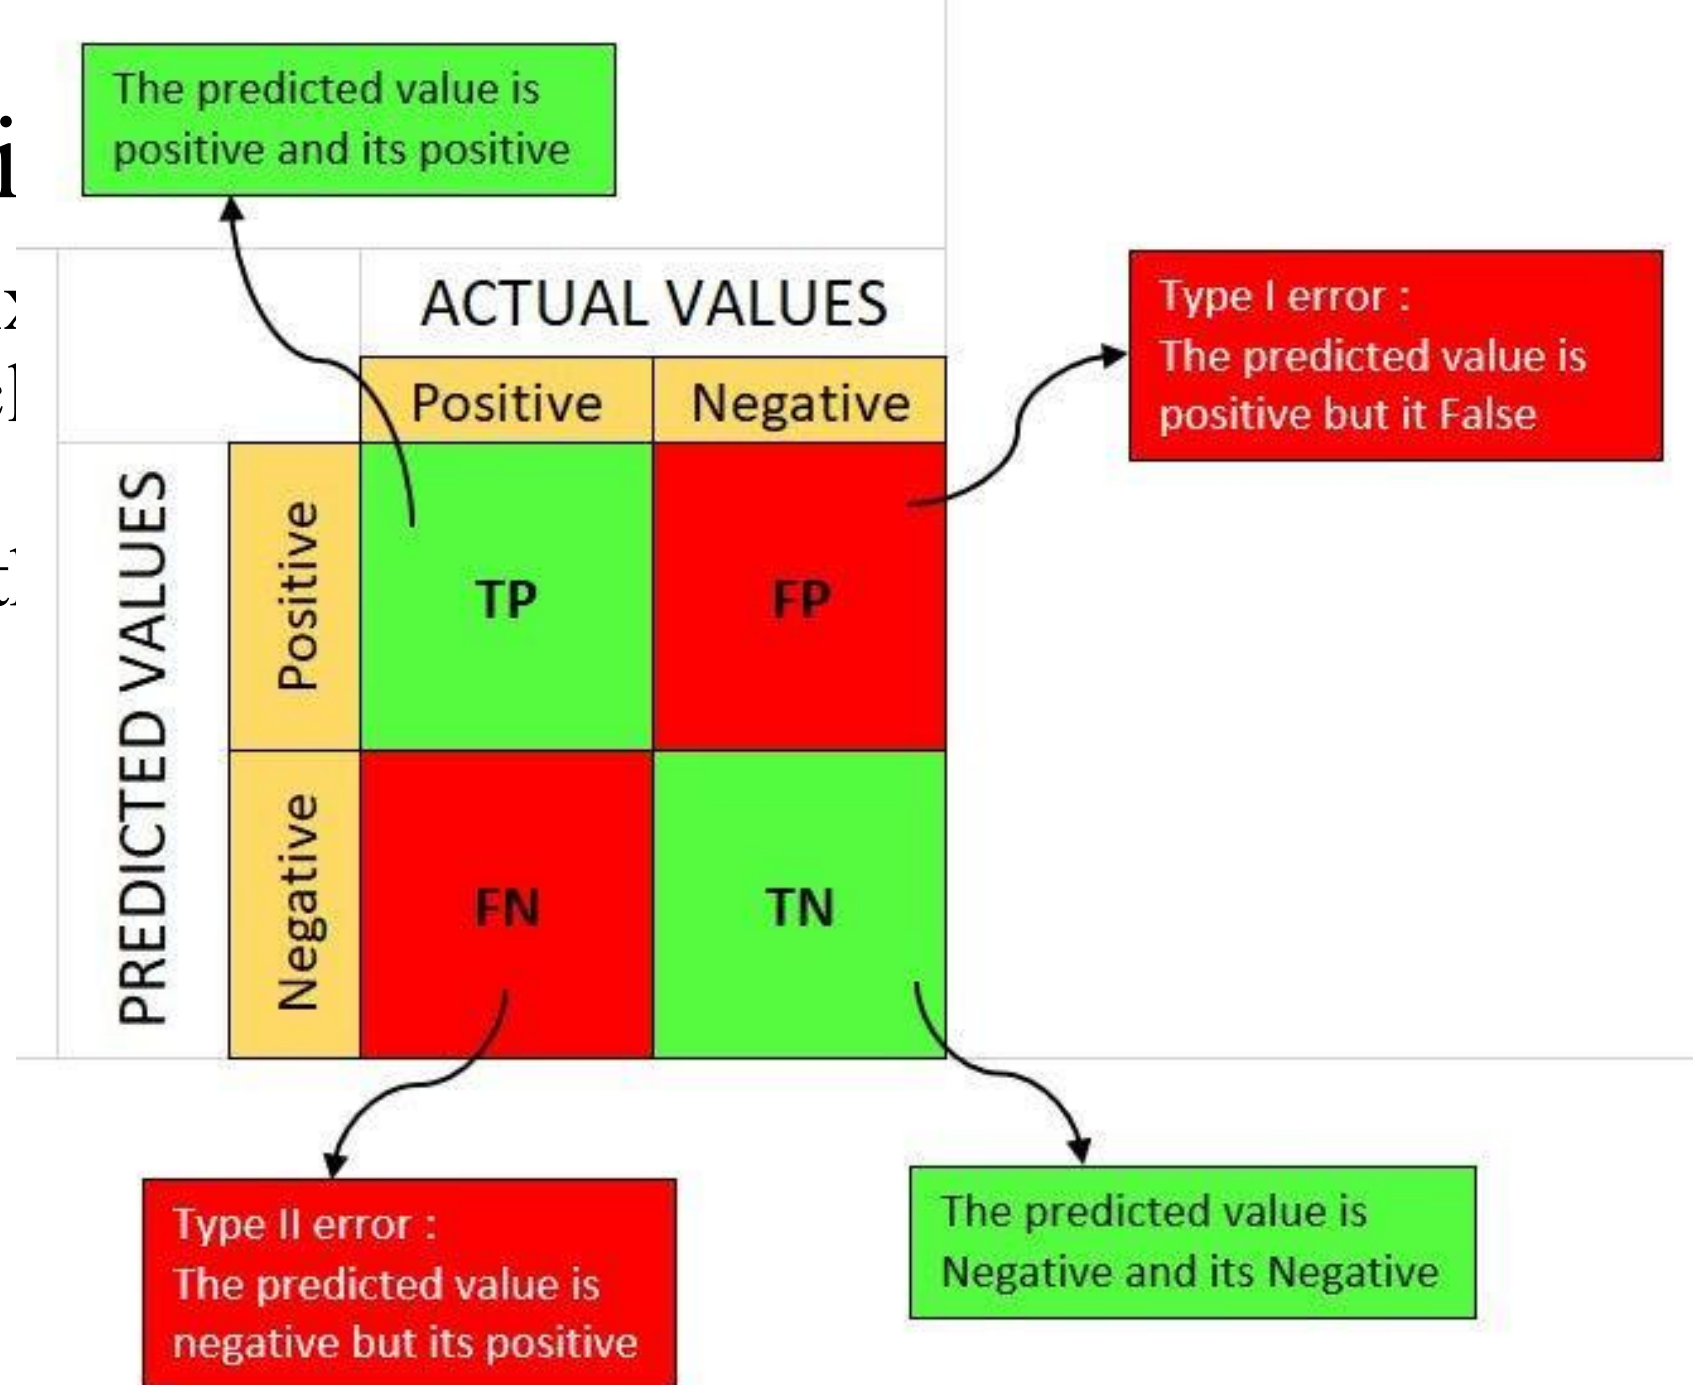 The predicted value is
positive and its positive
ACTUAL VALUES
Type I error :
The predicted value is
positive but it False
Positive
Negative
PREDICTED VALUES
Positive
TP
FP
Negative
FN
TN
Type II error :
The predicted value is
negative but its positive
The predicted value is
Negative and its Negative